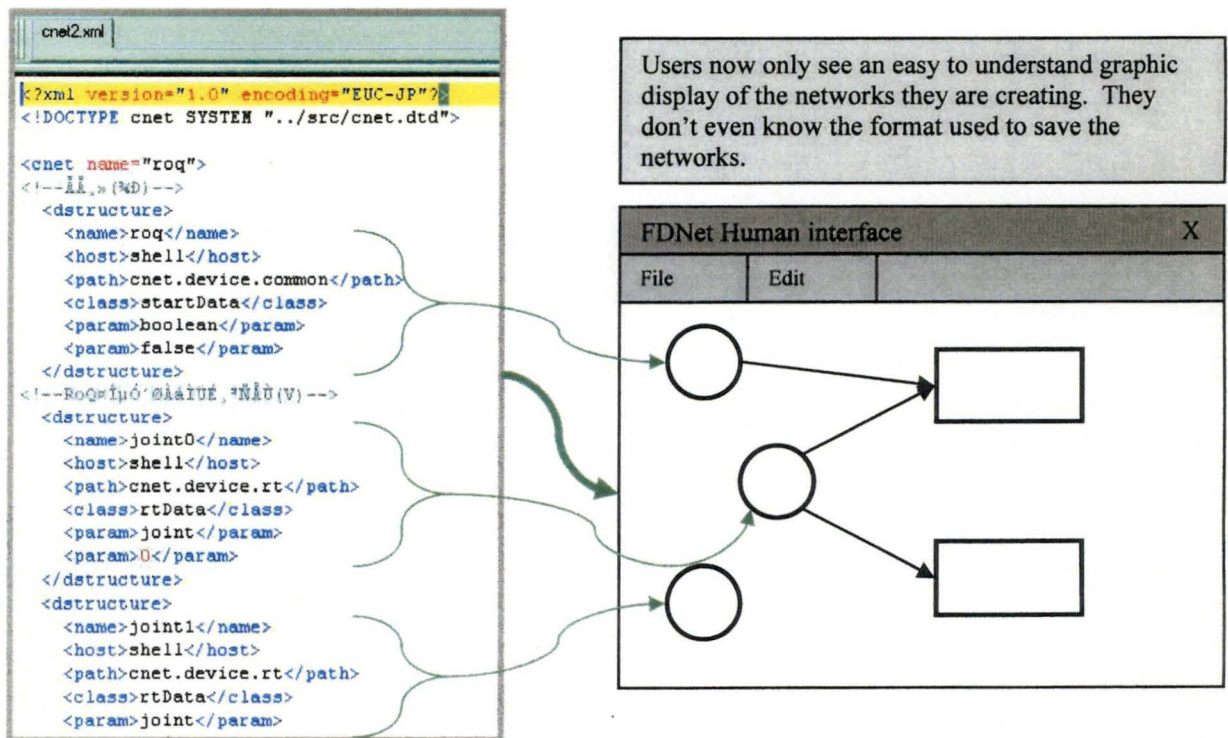 cnet2.xml
<?xml version="1.0" encoding="EUC-JP"?>
<!DOCTYPE cnet SYSTEM "../src/cnet.dtd">
<cnet name="roq">
<dstructure>
<name>roq</name>
<host>shell</host>
<path>cnet.device.common</path>
<class>startData</class>
<param>boolean</param>
<param>false</param>
</dstructure>
<dstructure>
<name>joint0</name>
<host>shell</host>
<path>cnet.device.rt</path>
<class>rtData</class>
<param>joint</param>
<param>0</param>
</dstructure>
<dstructure>
<name>joint1</name>
<host>shell</host>
<path>cnet.device.rt</path>
<class>rtData</class>
<param>joint</param>
Users now only see an easy to understand graphic
display of the networks they are creating. They
don't even know the format used to save the
networks.
FDNet Human interface X
File Edit